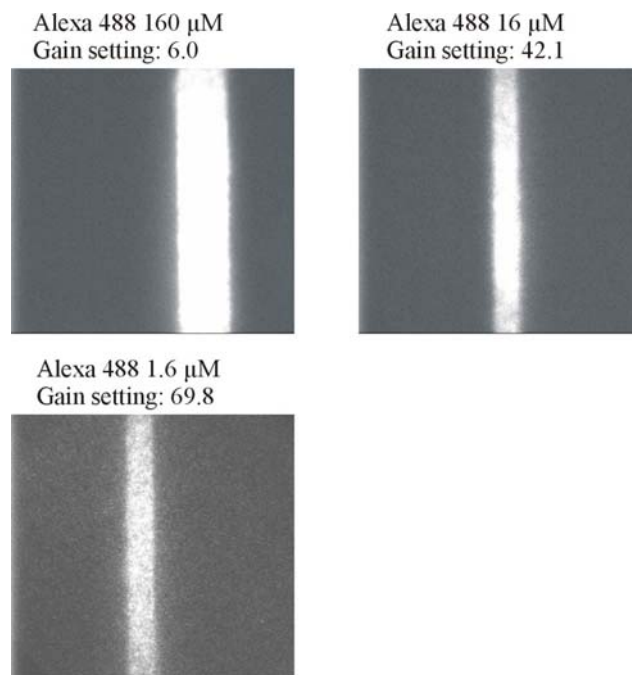 Alexa 488 160 μM
Gain setting: 6.0
Alexa 488 16 μM
Gain setting: 42.1
Alexa 488 1.6 μM
Gain setting: 69.8